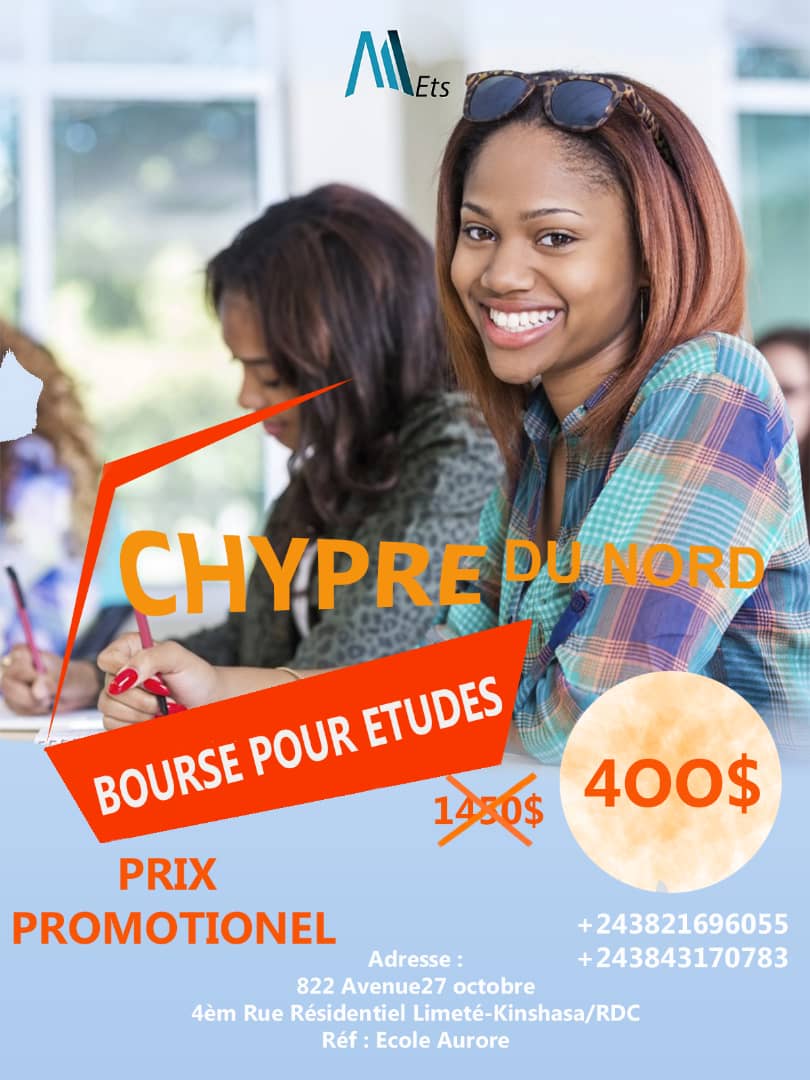 Ets
CHYPRE DU NORD
BOURSE POUR ETUDES
1450$
4OO$
PRIX
PROMOTIONEL
+243821696055
+243843170783
Adresse :
822 Avenue27 octobre
4èm Rue Résidentiel Limeté-Kinshasa/RDC
Réf : Ecole Aurore